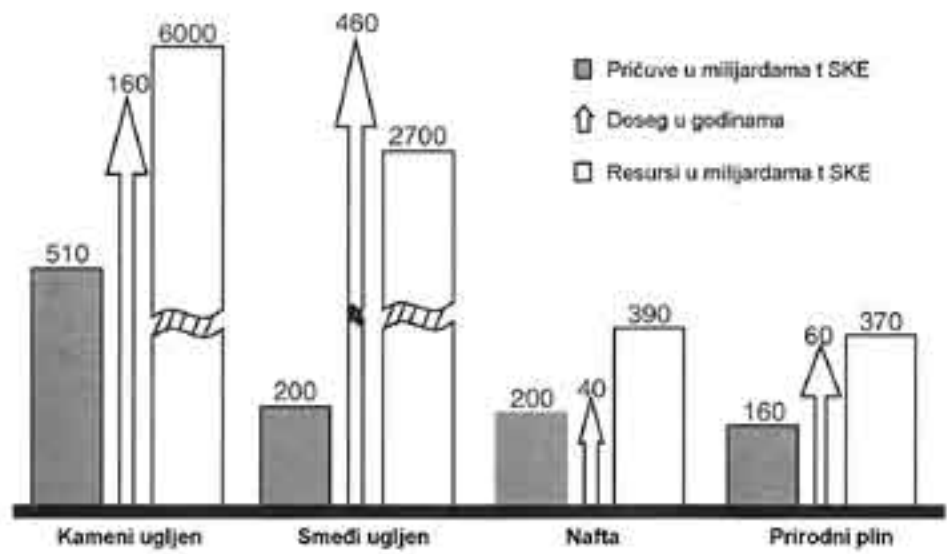 510
160
6000
Kameni ugljen
200
460
2700
Smeđi ugljen
200
40
390
Nafta
160
60
370
Prirodni plin
Pričuve u milijardama t SKE
Doseg u godinama
Resursi u milijardama t SKE